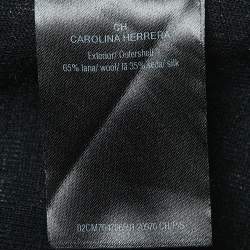 CH
CAROLINA HERRERA
Exterior/ Outershell
65% lana/ wool/ lã 35% seda/ silk